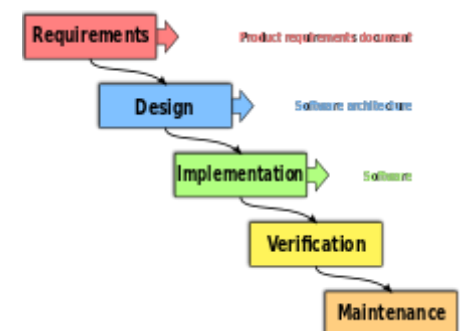 Requirements
Product requirements document
Design
Software architecture
Implementation
Software
Verification
Maintenance